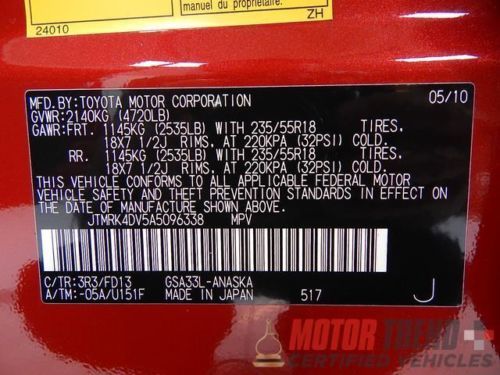 manuel du propriétaire.
24010 ZH
MFD.BY:TOYOTA MOTOR CORPORATION 05/10
GVWR:2140KG (4720LB)
GAWR:FRT. 1145KG (2535LB) WITH 235/55R18 TIRES,
18X7 1/2J RIMS, AT 220KPA (32PSI) COLD.
RR. 1145KG (2535LB) WITH 235/55R18 TIRES,
18X7 1/2J RIMS, AT 220KPA (32PSI) COLD.
THIS VEHICLE CONFORMS TO ALL APPLICABLE FEDERAL MOTOR
VEHICLE SAFETY AND THEFT PREVENTION STANDARDS IN EFFECT
ON THE DATE OF MANUFACTURE SHOWN ABOVE.
JTMRK4DV5A5096338 MPV
C/TR:3R3/FD13 GSA33L-ANASKA
A/TM:-05A/U151F MADE IN JAPAN 517 J
MOTOR TREND
CERTIFIED VEHICLES